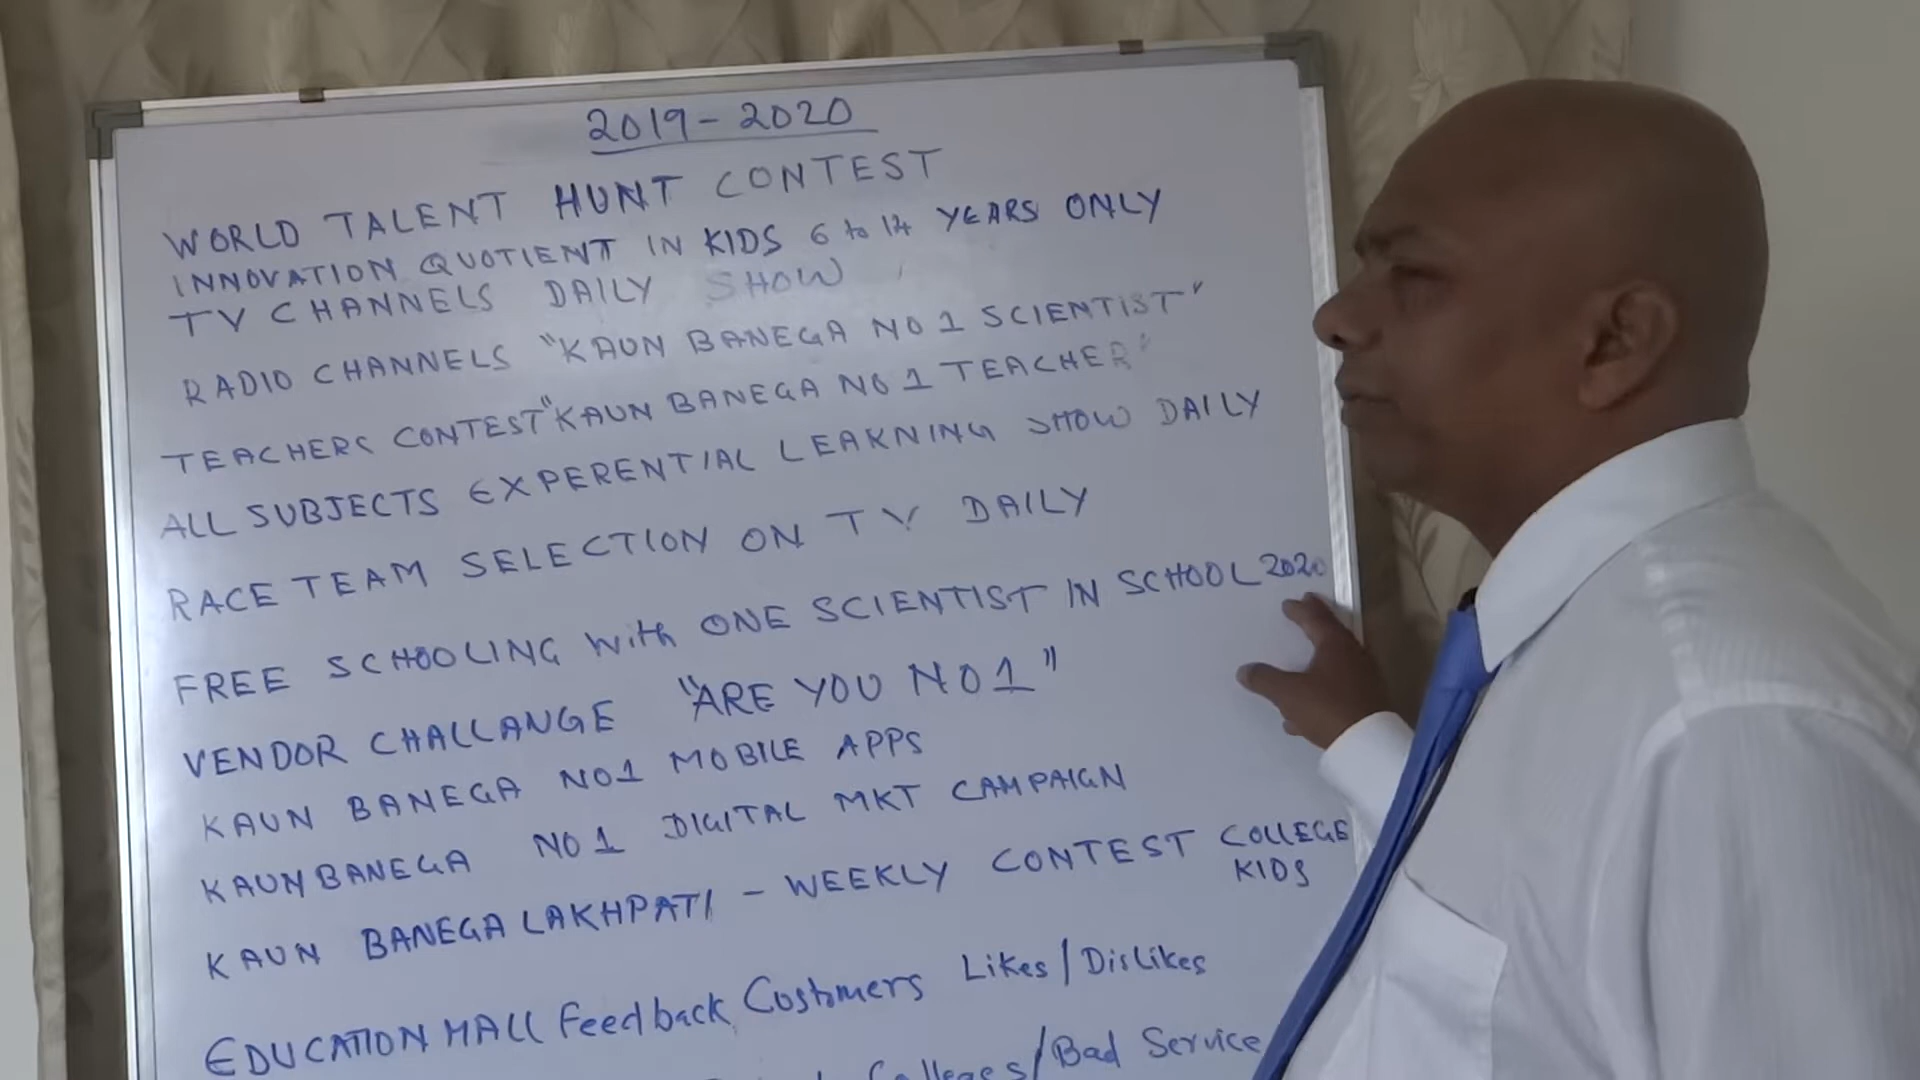 2019-2020
WORLD TALENT HUNT CONTEST
INNOVATION QUOTIENT IN KIDS 6 to 14 YEARS ONLY
TV CHANNELS DAILY SHOW
RADIO CHANNELS "KAUN BANEGA NO 1 SCIENTIST"
TEACHERS CONTEST "KAUN BANEGA NO 1 TEACHER"
ALL SUBJECTS EXPERENTIAL LEARNING SHOW DAILY
RACE TEAM SELECTION ON TV DAILY
FREE SCHOOLING with ONE SCIENTIST IN SCHOOL 2020
VENDOR CHALLANGE "ARE YOU NO1"
KAUN BANEGA NO1 MOBILE APPS
KAUN BANEGA NO 1 DIGITAL MKT CAMPAIGN
KAUN BANEGA LAKHPATI - WEEKLY CONTEST COLLEGE
KIDS
EDUCATION MALL Feedback Costomers Likes/Dislikes
Colleges/Bad Service